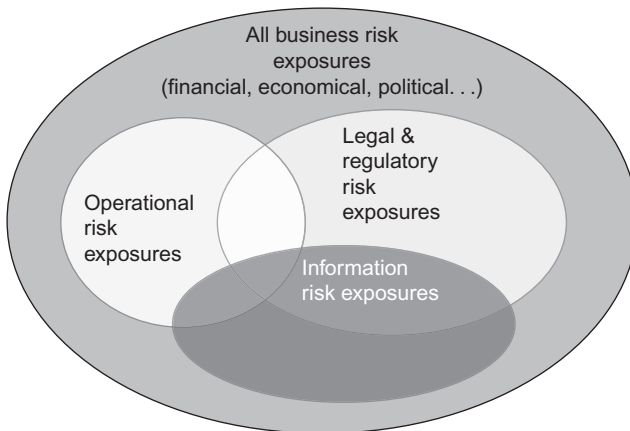 All business risk
exposures
(financial, economical, political. . .)
Legal &
regulatory
risk
exposures
Operational
risk
exposures
Information
risk exposures